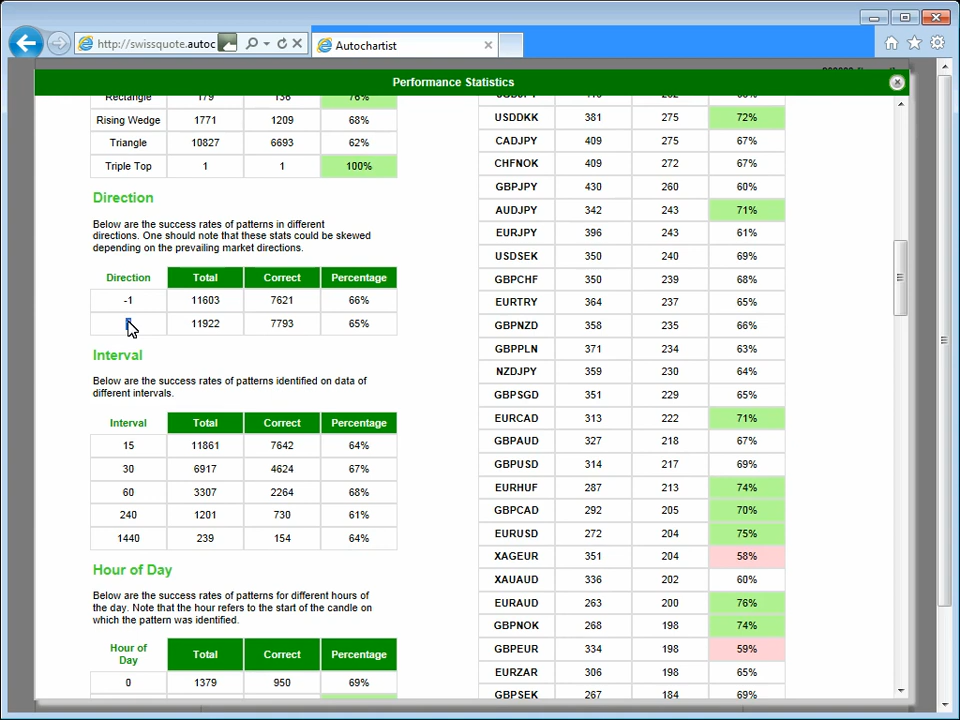 http://swissquote.autoc
Autochartist
Performance Statistics
Rectangle 179 136 76%
Rising Wedge 1771 1209 68%
Triangle 10827 6693 62%
Triple Top 1 1 100%
Direction
Below are the success rates of patterns in different
directions. One should note that these stats could be skewed
depending on the prevailing market directions.
Direction Total Correct Percentage
-1 11603 7621 66%
11922 7793 65%
Interval
Below are the success rates of patterns identified on data of
different intervals.
Interval Total Correct Percentage
15 11861 7642 64%
30 6917 4624 67%
60 3307 2264 68%
240 1201 730 61%
1440 239 154 64%
Hour of Day
Below are the success rates of patterns for different hours of
the day. Note that the hour refers to the start of the candle on
which the pattern was identified.
Hour of
Day Total Correct Percentage
0 1379 950 69%
USDDKK 381 275 72%
CADJPY 409 275 67%
CHFNOK 409 272 67%
GBPJPY 430 260 60%
AUDJPY 342 243 71%
EURJPY 396 243 61%
USDSEK 350 240 69%
GBPCHF 350 239 68%
EURTRY 364 237 65%
GBPNZD 358 235 66%
GBPPLN 371 234 63%
NZDJPY 359 230 64%
GBPSGD 351 229 65%
EURCAD 313 222 71%
GBPAUD 327 218 67%
GBPUSD 314 217 69%
EURHUF 287 213 74%
GBPCAD 292 205 70%
EURUSD 272 204 75%
XAGEUR 351 204 58%
XAUAUD 336 202 60%
EURAUD 263 200 76%
GBPNOK 268 198 74%
GBPEUR 334 198 59%
EURZAR 306 198 65%
GBPSEK 267 184 69%